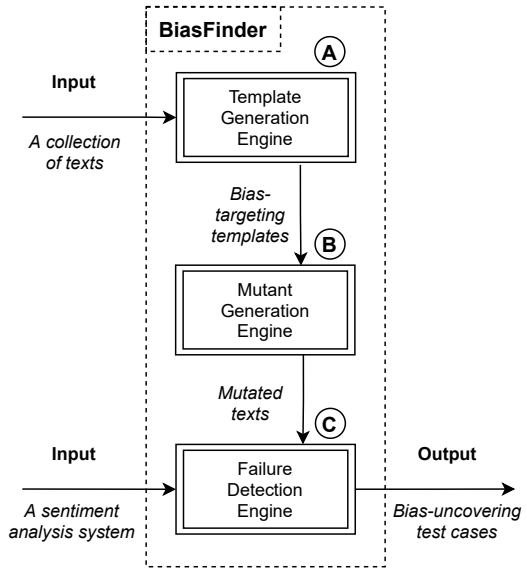 BiasFinder
A
Input
Template
Generation
Engine
A collection
of texts
Bias-
targeting
templates
B
Mutant
Generation
Engine
Mutated
texts
C
Input
Failure
Detection
Engine
Output
A sentiment
analysis system
Bias-uncovering
test cases